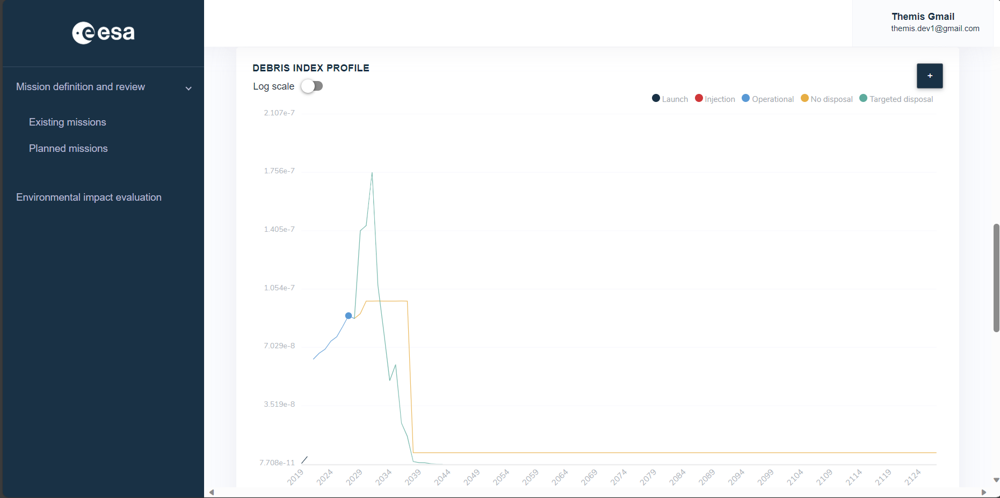 esa
Themis Gmail
themis.dev1@gmail.com
Mission definition and review
Existing missions
Planned missions
Environmental impact evaluation
DEBRIS INDEX PROFILE
+
Log scale
Launch Injection Operational No disposal Targeted disposal
2.107e-7
1.756e-7
1.405e-7
1.054e-7
7.029e-8
3.519e-8
7.708e-11
2019 2024 2029 2034 2039 2044 2049 2054 2059 2064 2069 2074 2079 2084 2089 2094 2099 2104 2109 2114 2119 2124